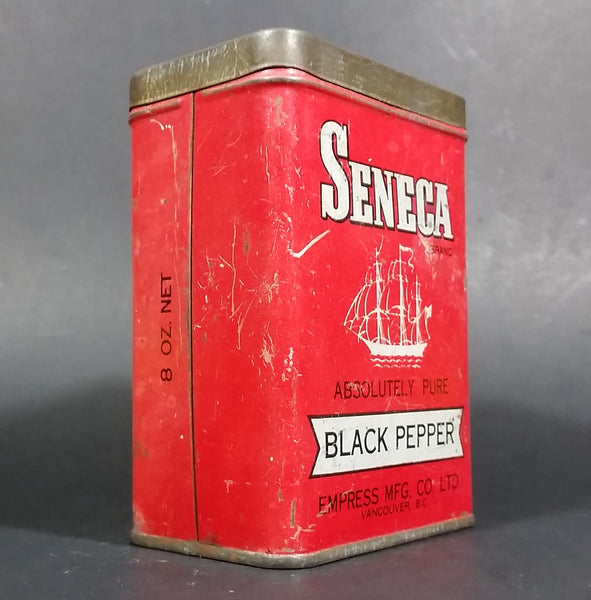 SENECA
BRAND
ABSOLUTELY PURE
BLACK PEPPER
EMPRESS MFG. CO LTD
VANCOUVER, B.C.
8 OZ. NET